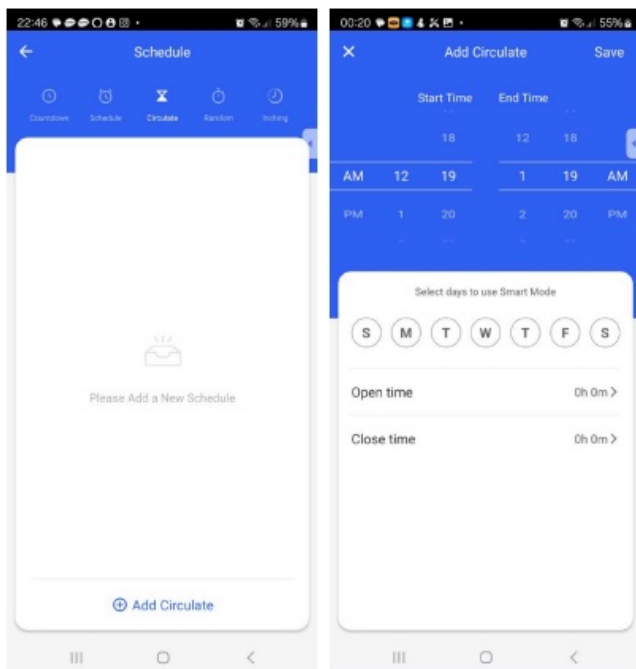 22:46
59%
Schedule
Countdown Schedule Circulate Random Inching
Please Add a New Schedule
Add Circulate
00:20
55%
Add Circulate
Save
Start Time End Time
18 12 18
AM 12 19 1 19 AM
PM 1 20 2 20 PM
Select days to use Smart Mode
S M T W T F S
Open time 0h 0m >
Close time 0h 0m >